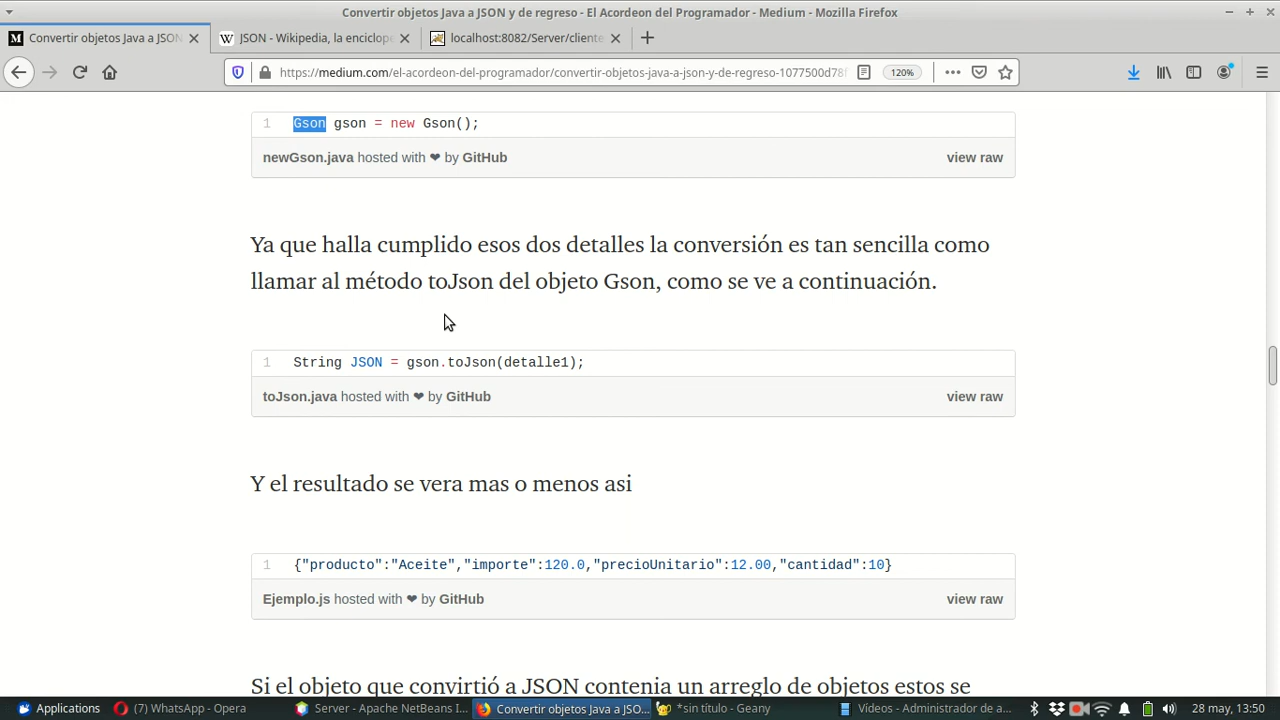 Convertir objetos Java a JSON y de regreso - El Acordeon del Programador - Medium - Mozilla Firefox
Convertir objetos Java a JSON
JSON - Wikipedia, la enciclope
localhost:8082/Server/cliente
https://medium.com/el-acordeon-del-programador/convertir-objetos-java-a-json-y-de-regreso-1077500d78f
120%
1 Gson gson = new Gson();
newGson.java hosted with ❤ by GitHub view raw
Ya que halla cumplido esos dos detalles la conversión es tan sencilla como
llamar al método toJson del objeto Gson, como se ve a continuación.
1 String JSON = gson.toJson(detalle1);
toJson.java hosted with ❤ by GitHub view raw
Y el resultado se vera mas o menos asi
1 {"producto":"Aceite","importe":120.0,"precioUnitario":12.00,"cantidad":10}
Ejemplo.js hosted with ❤ by GitHub view raw
Si el objeto que convirtió a JSON contenia un arreglo de objetos estos se
Applications (7) WhatsApp - Opera Server - Apache NetBeans I... Convertir objetos Java a JSO... *sin título - Geany Vídeos - Administrador de a... 28 may, 13:50